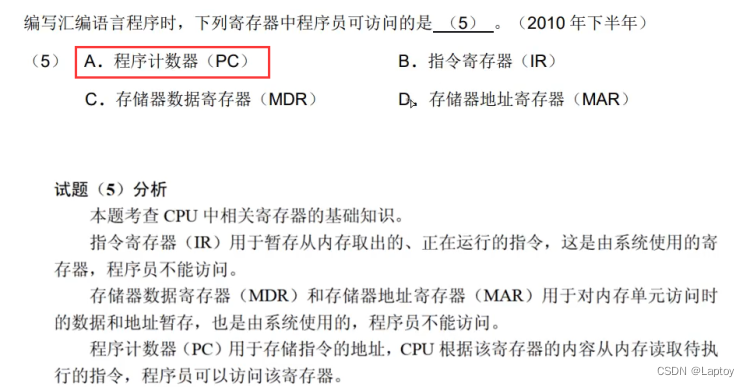 编写汇编语言程序时，下列寄存器中程序员可访问的是 （5） 。（2010 年下半年）
（5） A．程序计数器（PC） B．指令寄存器（IR）
C．存储器数据寄存器（MDR） D．存储器地址寄存器（MAR）
试题（5）分析
本题考查 CPU 中相关寄存器的基础知识。
指令寄存器（IR）用于暂存从内存取出的、正在运行的指令，这是由系统使用的寄
存器，程序员不能访问。
存储器数据寄存器（MDR）和存储器地址寄存器（MAR）用于对内存单元访问时
的数据和地址暂存，也是由系统使用的，程序员不能访问。
程序计数器（PC）用于存储指令的地址，CPU 根据该寄存器的内容从内存读取待执
行的指令，程序员可以访问该寄存器。
CSDN @Laptoy